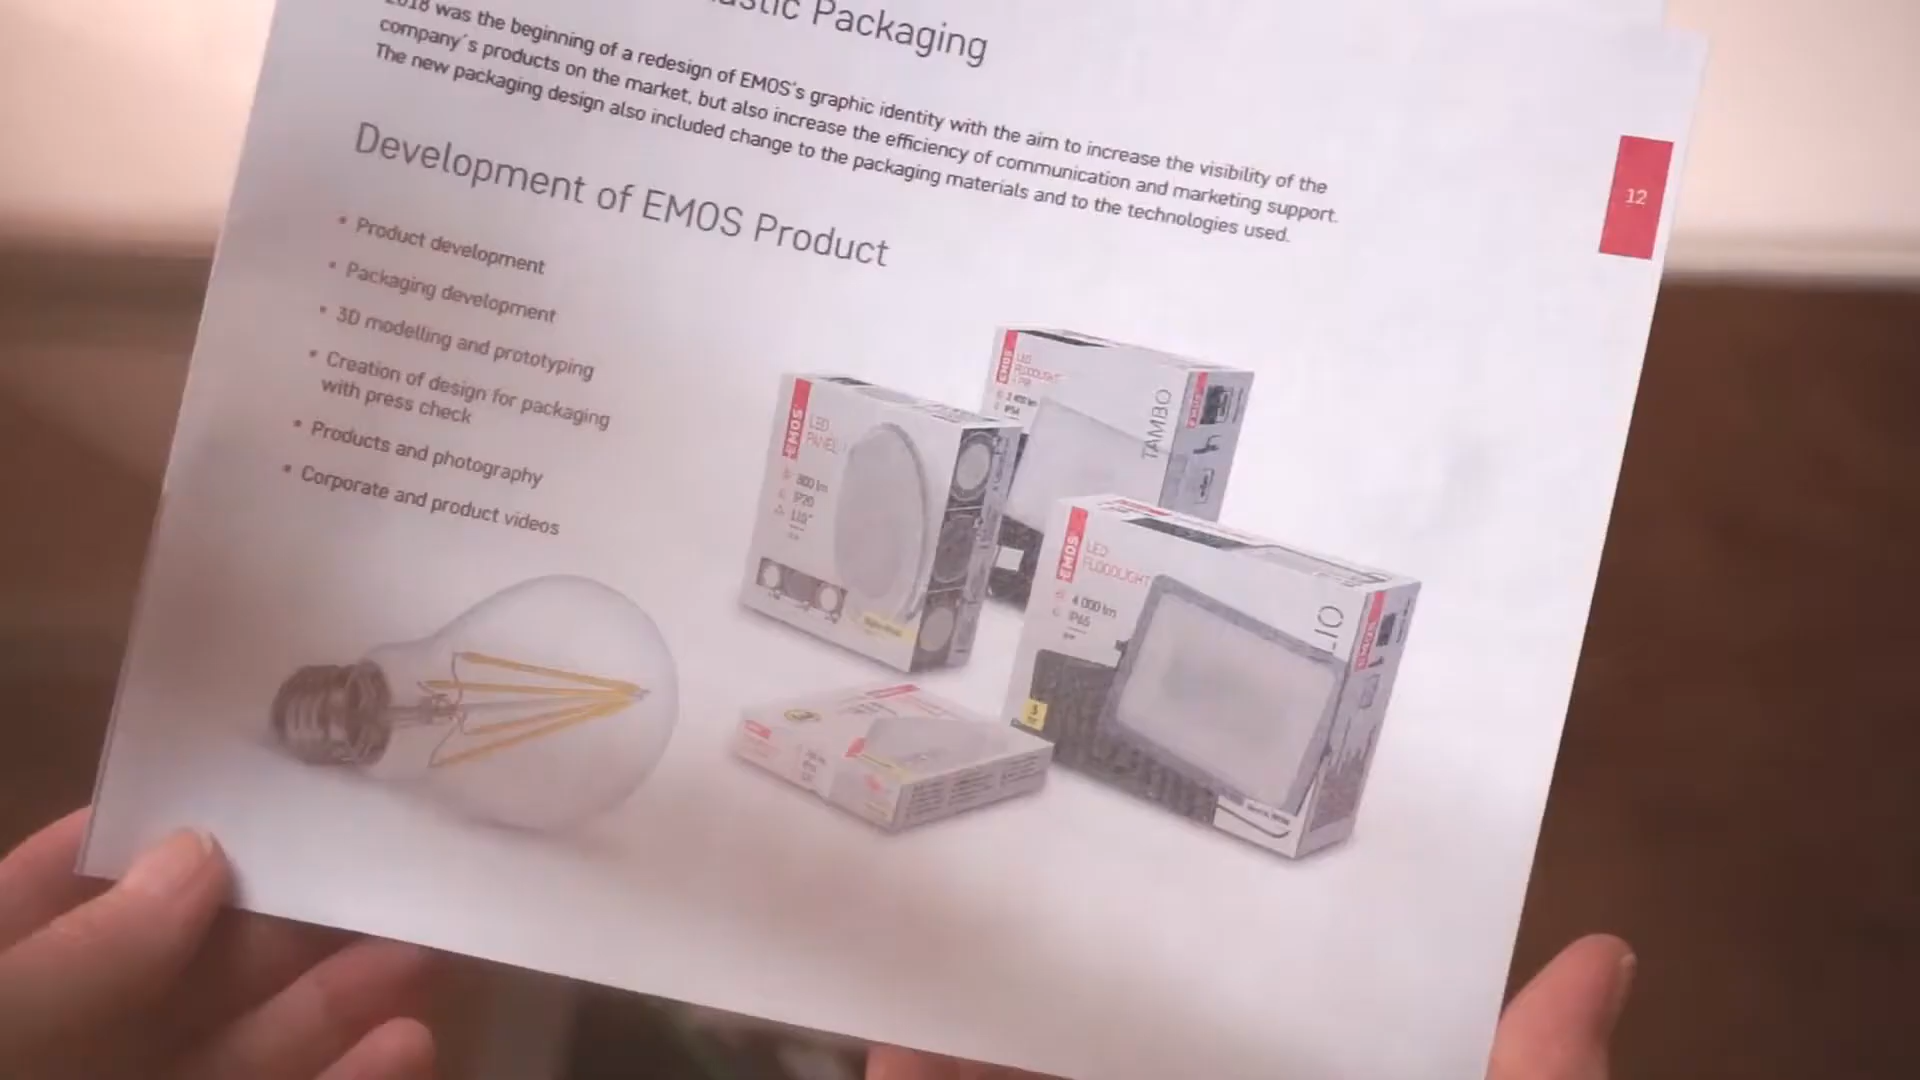 Packaging
2018 was the beginning of a redesign of EMOS's graphic identity with the aim to increase the visibility of the
company's products on the market, but also increase the efficiency of communication and marketing support.
The new packaging design also included change to the packaging materials and to the technologies used.
12
Development of EMOS Product
• Product development
• Packaging development
• 3D modelling and prototyping
• Creation of design for packaging
with press check
• Products and photography
• Corporate and product videos
EMOS
LED
FLOODLIGHT
IP54
TAMBO
EMOS
EMOS
LED
PANEL
800 lm
IP20
EMOS
LED
FLOODLIGHT
4 000 lm
IP65
LIO
EMOS